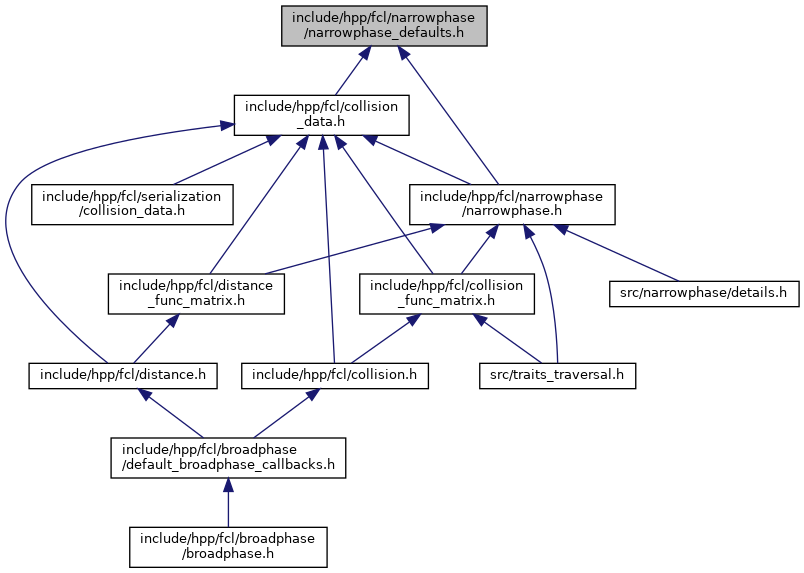 include/hpp/fcl/narrowphase
/narrowphase_defaults.h
include/hpp/fcl/collision
_data.h
include/hpp/fcl/serialization
/collision_data.h
include/hpp/fcl/narrowphase
/narrowphase.h
include/hpp/fcl/distance
_func_matrix.h
include/hpp/fcl/collision
_func_matrix.h
src/narrowphase/details.h
include/hpp/fcl/distance.h
include/hpp/fcl/collision.h
src/traits_traversal.h
include/hpp/fcl/broadphase
/default_broadphase_callbacks.h
include/hpp/fcl/broadphase
/broadphase.h